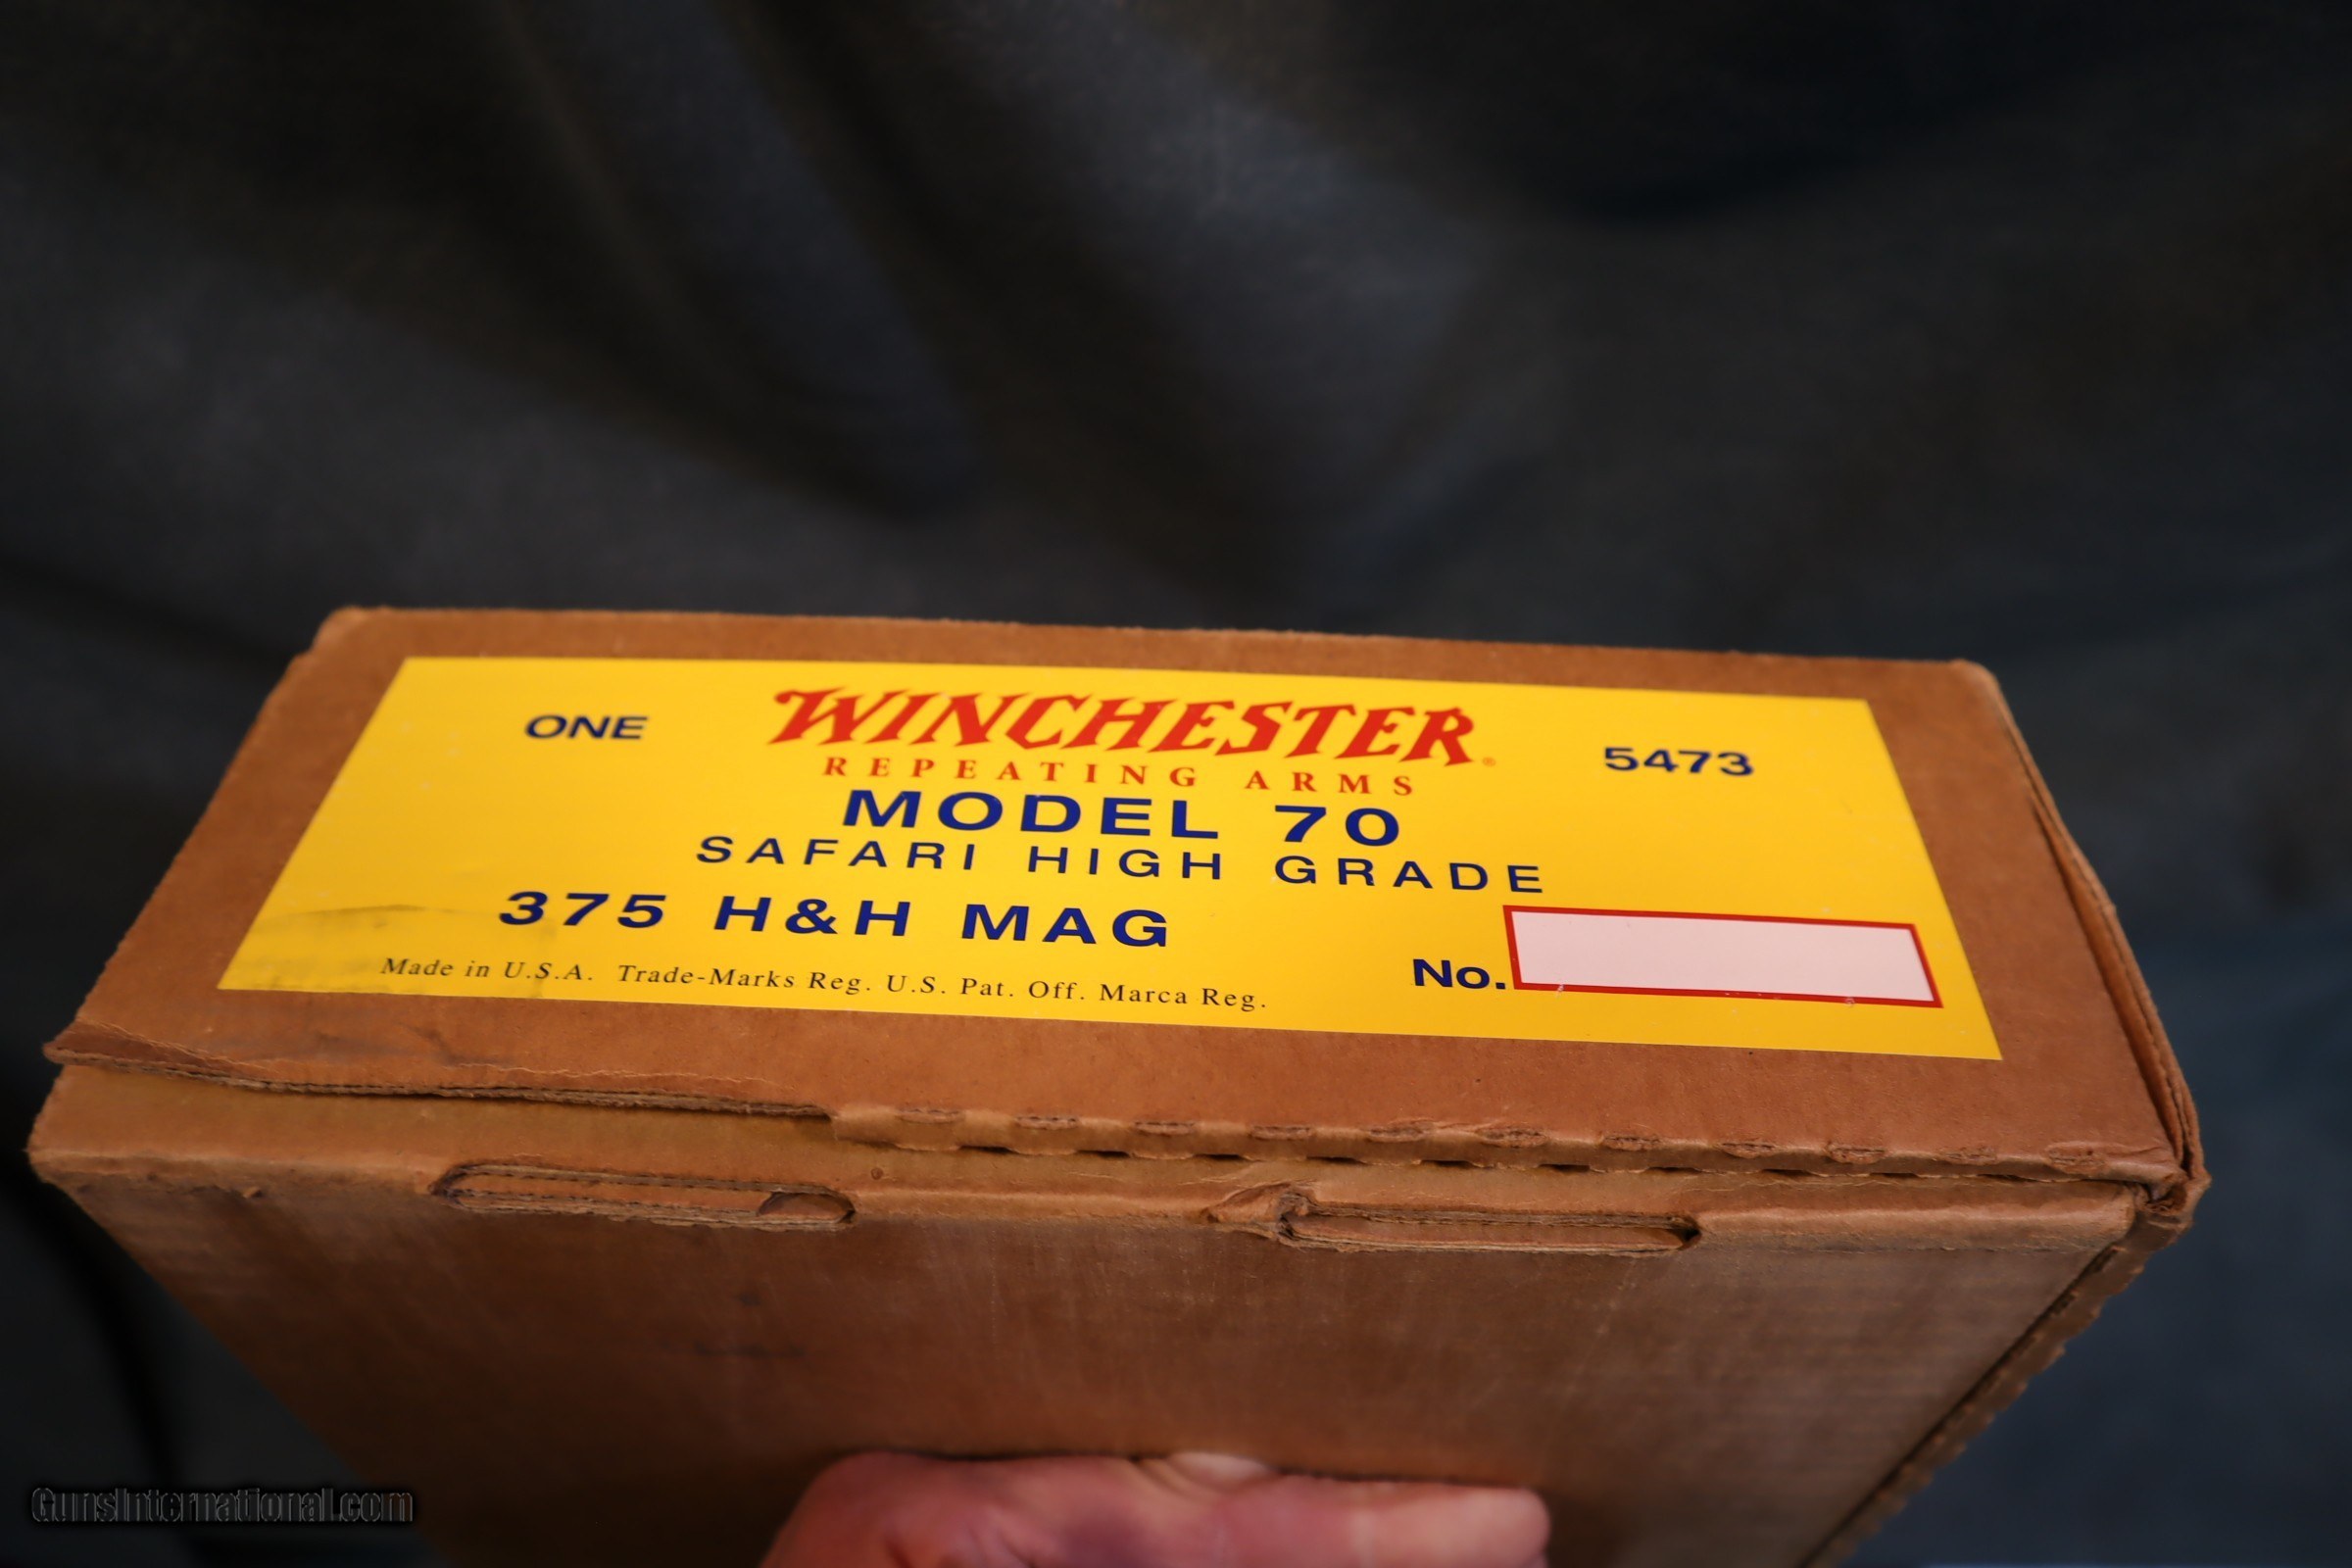 ONE
WINCHESTER®
5473
REPEATING ARMS
MODEL 70
SAFARI HIGH GRADE
375 H&H MAG
No.
Made in U.S.A. Trade-Marks Reg. U.S. Pat. Off. Marca Reg.
GunsInternational.com